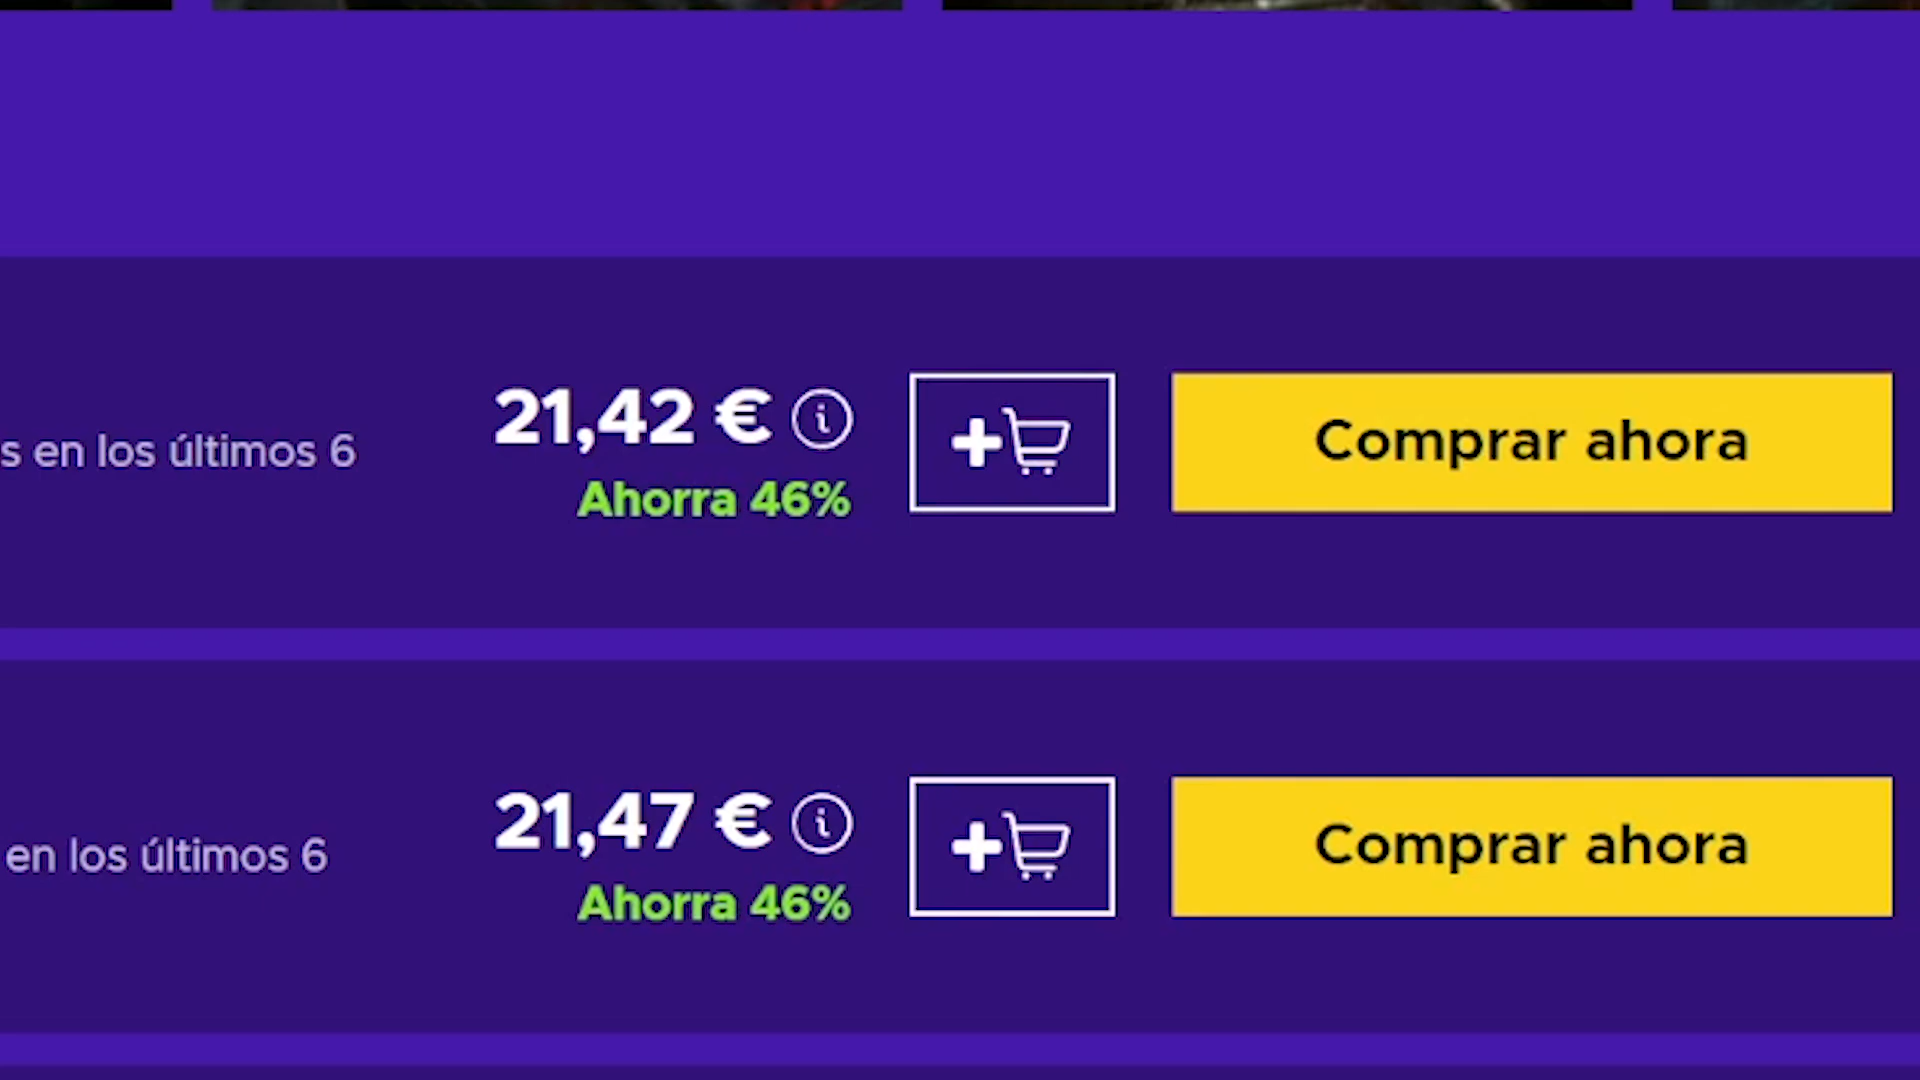 s en los últimos 6
21,42 €
Ahorra 46%
Comprar ahora
en los últimos 6
21,47 €
Ahorra 46%
Comprar ahora